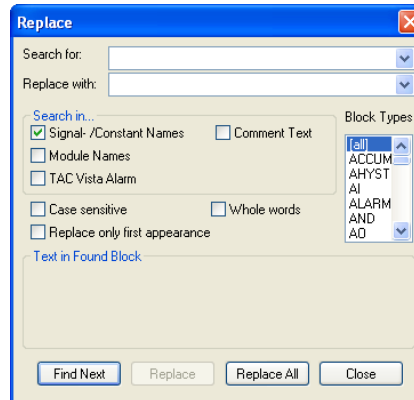 Replace
Search for:
Replace with:
Search in...
Signal- /Constant Names
Comment Text
Module Names
TAC Vista Alarm
Block Types
[all]
ACCUM
AHYST
AI
ALARM
AND
AO
Case sensitive
Whole words
Replace only first appearance
Text in Found Block
Find Next
Replace
Replace All
Close